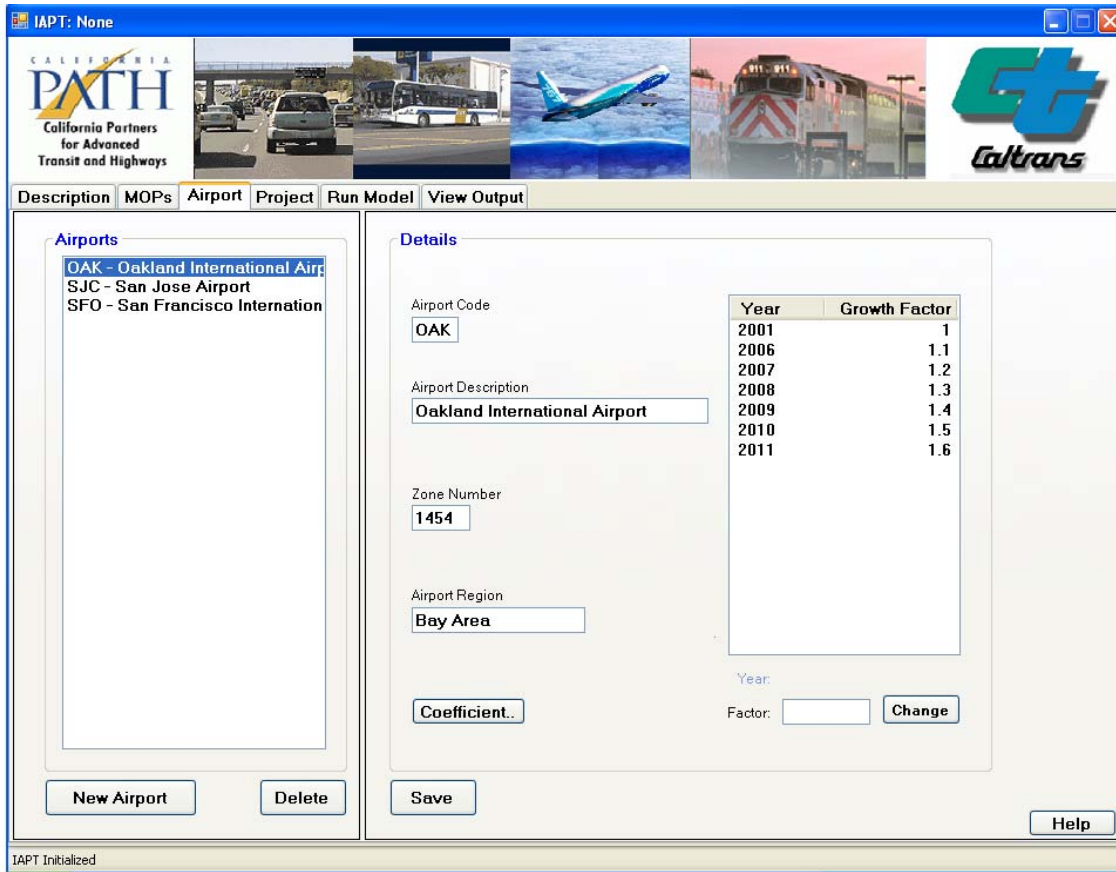 IAPT: None
CALIFORNIA
PATH
California Partners
for Advanced
Transit and Highways
911 911
Caltrans
Description MOPs Airport Project Run Model View Output
Airports
OAK - Oakland International Airp
SJC - San Jose Airport
SFO - San Francisco Internation
New Airport Delete
Details
Airport Code
OAK
Airport Description
Oakland International Airport
Zone Number
1454
Airport Region
Bay Area
Coefficient..
Year Growth Factor
2001 1
2006 1.1
2007 1.2
2008 1.3
2009 1.4
2010 1.5
2011 1.6
Year:
Factor: Change
Save
Help
IAPT Initialized